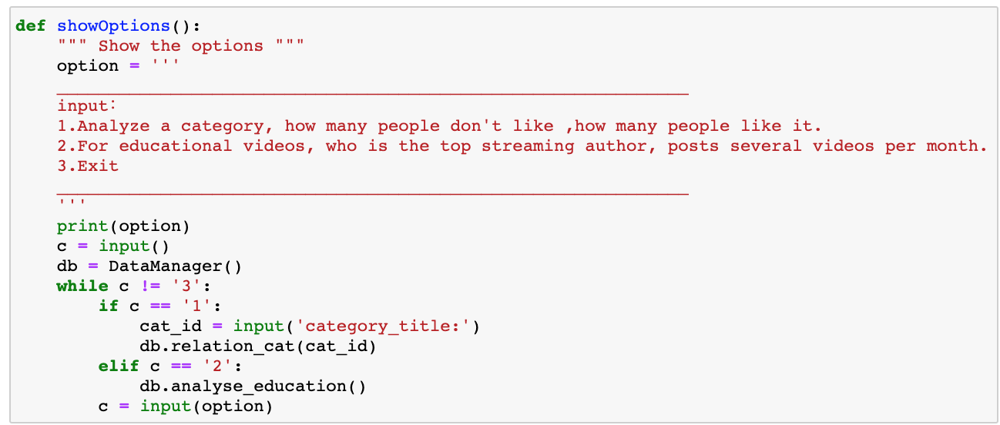 def showOptions():
    """ Show the options """
    option = '''
    _____________________________________________________________
    input：
    1.Analyze a category, how many people don't like ,how many people like it.
    2.For educational videos, who is the top streaming author, posts several videos per month.
    3.Exit
    _____________________________________________________________
    '''
    print(option)
    c = input()
    db = DataManager()
    while c != '3':
        if c == '1':
            cat_id = input('category_title:')
            db.relation_cat(cat_id)
        elif c == '2':
            db.analyse_education()
        c = input(option)